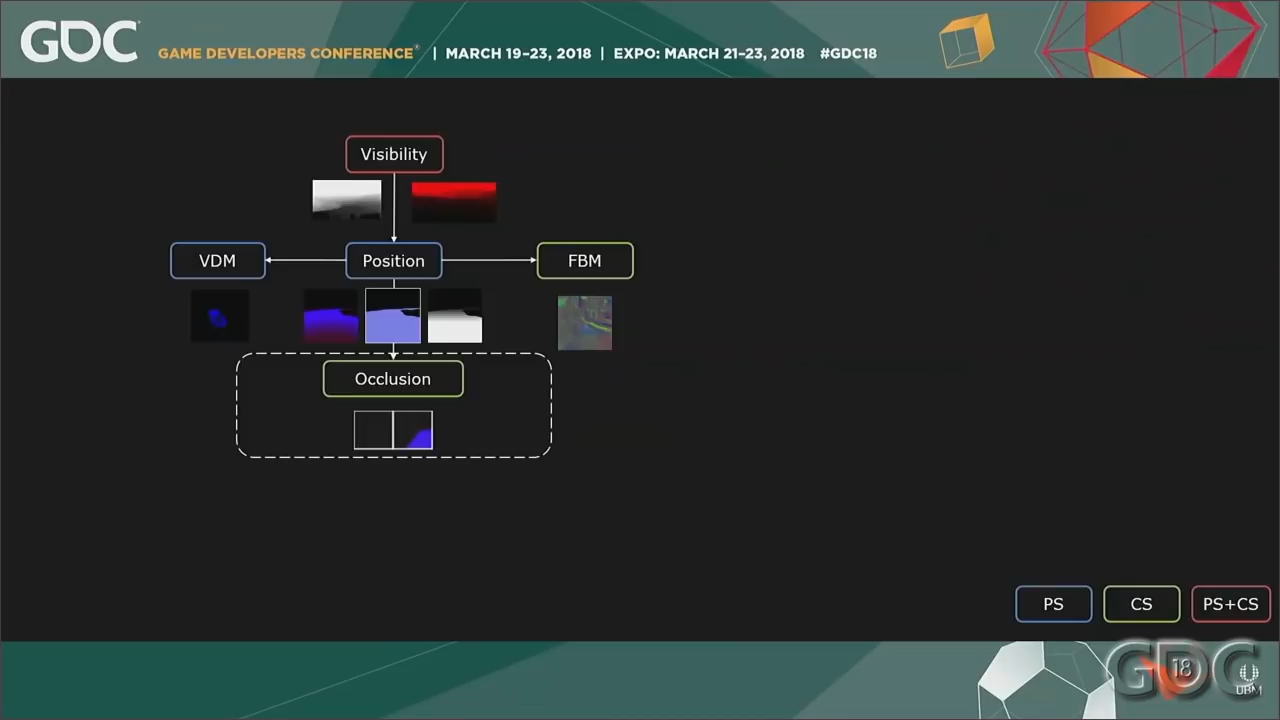 GDC
GAME DEVELOPERS CONFERENCE® | MARCH 19–23, 2018 | EXPO: MARCH 21–23, 2018 #GDC18
Visibility
VDM
Position
FBM
Occlusion
PS
CS
PS+CS
GDC
18
UBM